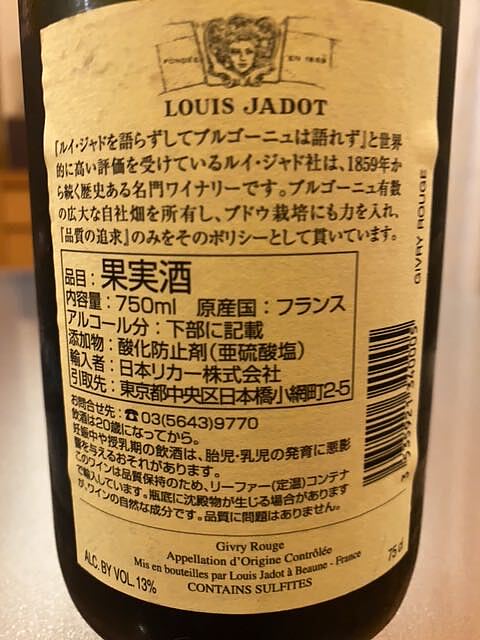 FONDÉE EN 1859
LOUIS JADOT
『ルイ・ジャドを語らずしてブルゴーニュは語れず』と世界
的に高い評価を受けているルイ・ジャド社は、1859年か
ら続く歴史ある名門ワイナリーです。ブルゴーニュ有数
の広大な自社畑を所有し、ブドウ栽培にも力を入れ、
『品質の追求』のみをそのポリシーとして貫いています。
品目：果実酒
内容量：750ml 原産国：フランス
アルコール分：下部に記載
添加物：酸化防止剤（亜硫酸塩）
輸入者：日本リカー株式会社
引取先：東京都中央区日本橋小網町2-5
お問合せ先：☎03(5643)9770
飲酒は20歳になってから。
妊娠中や授乳期の飲酒は、胎児・乳児の発育に悪影
響を与えるおそれがあります。
このワインは品質保持のため、リーファー(定温)コンテナ
で輸入しています。瓶底に沈殿物が生じる場合があります
が、ワインの自然な成分です。品質に問題はありません。
GIVRY ROUGE
Givry Rouge
Appellation d'Origine Contrôlée
Mis en bouteilles par Louis Jadot à Beaune - France
CONTAINS SULFITES
ALC. BY VOL. 13%
75 cl